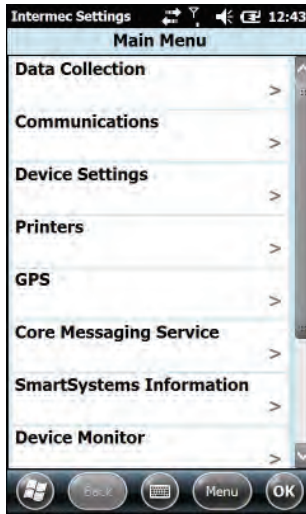 Intermec Settings 12:43
Main Menu
Data Collection
>
Communications
>
Device Settings
>
Printers
>
GPS
>
Core Messaging Service
>
SmartSystems Information
>
Device Monitor
>
Back Menu OK